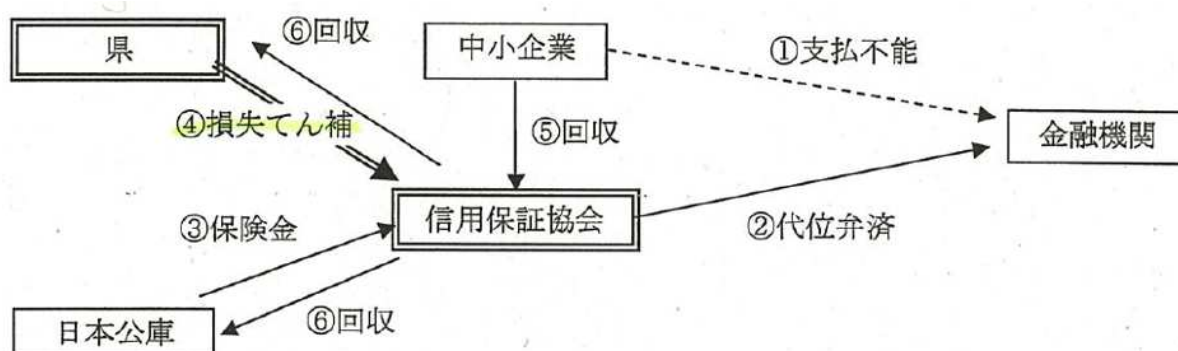 県
⑥回収
中小企業
①支払不能
④損失てん補
⑤回収
金融機関
信用保証協会
③保険金
②代位弁済
⑥回収
日本公庫